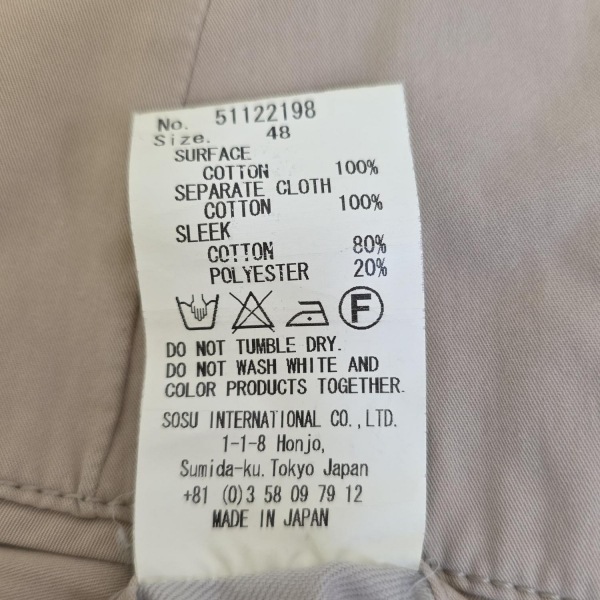 No. 51122198
Size. 48
SURFACE
COTTON 100%
SEPARATE CLOTH
COTTON 100%
SLEEK
COTTON 80%
POLYESTER 20%
F
DO NOT TUMBLE DRY.
DO NOT WASH WHITE AND
COLOR PRODUCTS TOGETHER.
SOSU INTERNATIONAL CO.,LTD.
1-1-8 Honjo,
Sumida-ku. Tokyo Japan
+81 (0)3 58 09 79 12
MADE IN JAPAN